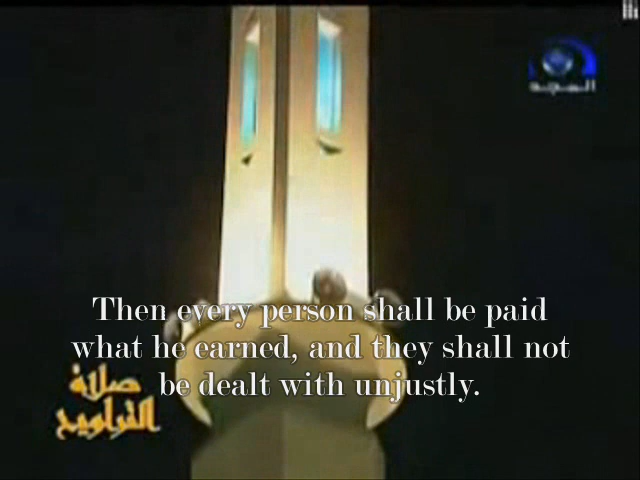 المجد
Then every person shall be paid
what he earned, and they shall not
be dealt with unjustly.
صلاة
التراويح